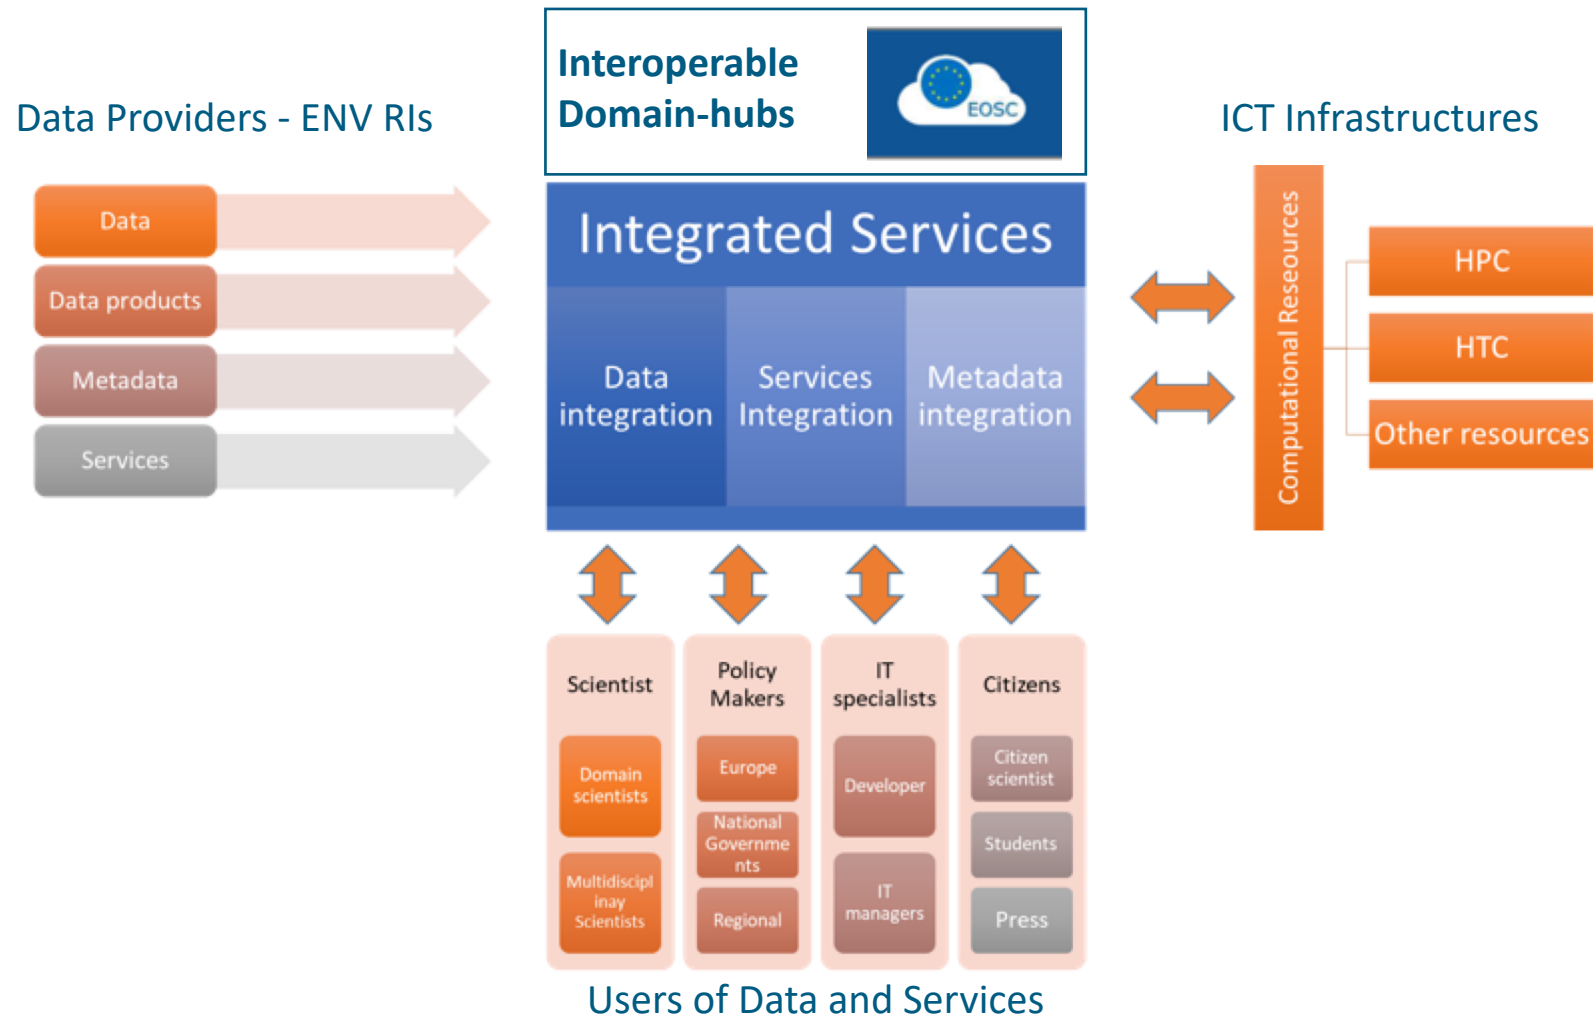 Interoperable
Domain-hubs
EOSC
Data Providers - ENV RIs
ICT Infrastructures
Data
Data products
Metadata
Services
Integrated Services
Data
integration
Services
Integration
Metadata
integration
Computational Reseources
HPC
HTC
Other resources
Scientist
Domain
scientists
Multidiscipl
inay
Scientists
Policy
Makers
Europe
National
Governme
nts
Regional
IT
specialists
Developer
IT
managers
Citizens
Citizen
scientist
Students
Press
Users of Data and Services